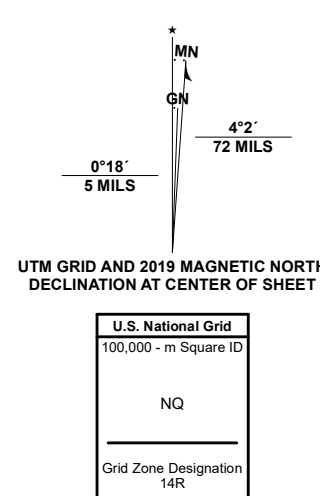 ★
MN
GN
4°2´
72 MILS
0°18´
5 MILS
UTM GRID AND 2019 MAGNETIC NORTH
DECLINATION AT CENTER OF SHEET
U.S. National Grid
100,000 - m Square ID
NQ
Grid Zone Designation
14R